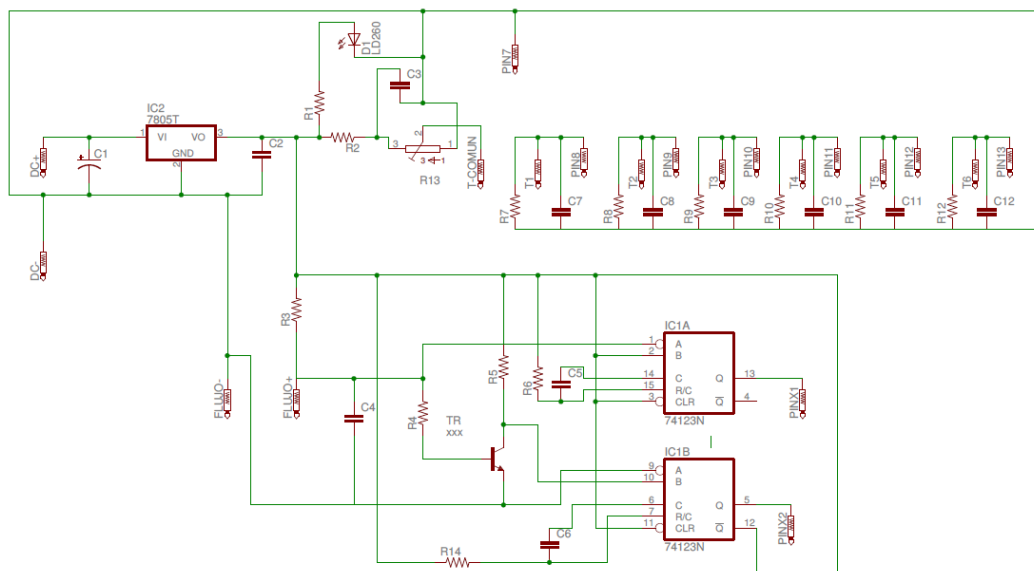 D1
LD260
PIN7
C3
IC2
7805T
R1
1
VI
VO
3
GND
2
C1
C2
R2
3
2
1
3
1
R13
T-COMUN
DC+
DC-
T1
PIN8
R7
C7
T2
PIN9
R8
C8
T3
PIN10
R9
C9
T4
PIN11
R10
C10
T5
PIN12
R11
C11
T6
PIN13
R12
C12
R3
FLUJO-
FLUJO+
C4
R4
TR
xxx
R5
R6
C5
IC1A
1
A
2
B
14
C
Q
13
15
R/C
3
CLR
Q
4
74123N
PINX1
IC1B
9
A
10
B
6
C
Q
5
7
R/C
11
CLR
Q
12
74123N
PINX2
C6
R14